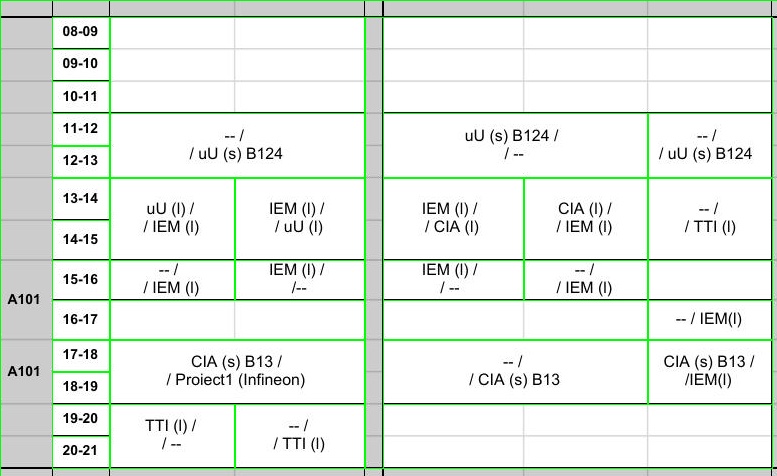 08-09
09-10
10-11
11-12
-- /
/ uU (s) B124
uU (s) B124 /
/ --
-- /
/ uU (s) B124
12-13
13-14
uU (l) /
/ IEM (l)
IEM (l) /
/ uU (l)
IEM (l) /
/ CIA (l)
CIA (l) /
/ IEM (l)
-- /
/ TTI (l)
14-15
A101
15-16
-- /
/ IEM (l)
IEM (l) /
/--
IEM (l) /
/ --
-- /
/ IEM (l)
16-17
-- / IEM(l)
A101
17-18
CIA (s) B13 /
/ Proiect1 (Infineon)
-- /
/ CIA (s) B13
CIA (s) B13 /
/IEM(l)
18-19
19-20
TTI (l) /
/ --
-- /
/ TTI (l)
20-21